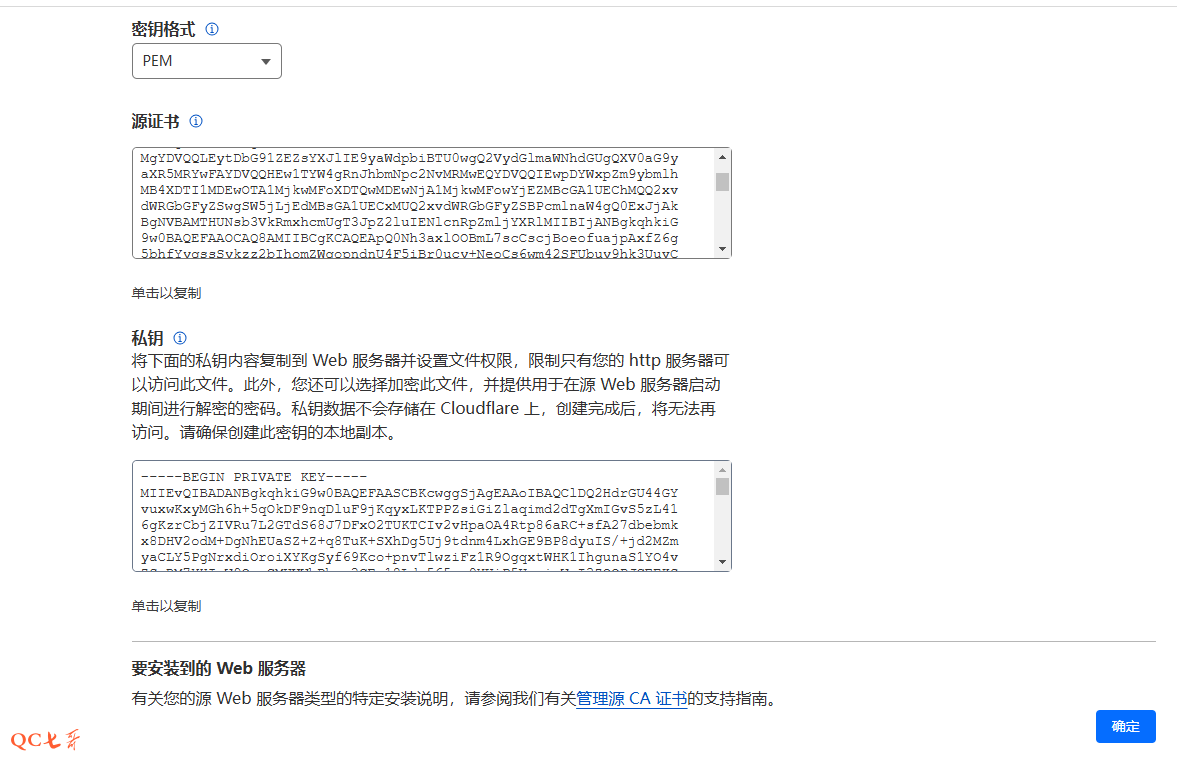 密钥格式
PEM
源证书
MgYDVQQLEytDbG91ZEZsYXJlIE9yaWdpbiBTU0wgQ2VydGlmaWNhdGUgQXV0aG9y
aXR5MRYwFAYDVQQHEw1TYW4gRnJhbmNpc2NvMRMwEQYDVQQIEwpDYWxpZm9ybmlh
MB4XDTI1MDEwOTA1MjkwMFoXDTQwMDEwNjA1MjkwMFowYjEZMBcGA1UEChMQQ2xv
dWRGbGFyZSwgSW5jLjEdMBsGA1UECxMUQ2xvdWRGbGFyZSBPcmlnaW4gQ0ExJjAk
BgNVBAMTHUNsb3VkRmxhcmUgT3JpZ2luIENlcnRpZmljYXRlMIIBIjANBgkqhkiG
9w0BAQEFAAOCAQ8AMIIBCgKCAQEApQ0Nh3axlOOBmL7scCscjBoeofuajpAxfZ6g
单击以复制
私钥
将下面的私钥内容复制到 Web 服务器并设置文件权限，限制只有您的 http 服务器可
以访问此文件。此外，您还可以选择加密此文件，并提供用于在源 Web 服务器启动
期间进行解密的密码。私钥数据不会存储在 Cloudflare 上，创建完成后，将无法再
访问。请确保创建此密钥的本地副本。
-----BEGIN PRIVATE KEY-----
MIIEvQIBADANBgkqhkiG9w0BAQEFAASCBKcwggSjAgEAAoIBAQClDQ2HdrGU44GY
vuxwKxyMGh6h+5qOkDF9nqDluF9jKqyxLKTPPZsiGiZlaqimd2dTgXmIGvS5zL41
6gKzrCbjZIVRu7L2GTdS68J7DFxO2TUKTCIv2vHpaOA4Rtp86aRC+sfA27dbebmk
x8DHV2odM+DgNhEUaSZ+Z+q8TuK+SXhDg5Uj9tdnm4LxhGE9BP8dyuIS/+jd2MZm
yaCLY5PgNrxdiOroiXYKgSyf69Kco+pnvTlwziFz1R9OgqxtWHK1IhgunaS1YO4v
单击以复制
要安装到的 Web 服务器
有关您的源 Web 服务器类型的特定安装说明，请参阅我们有关管理源 CA 证书的支持指南。
确定
QC七哥